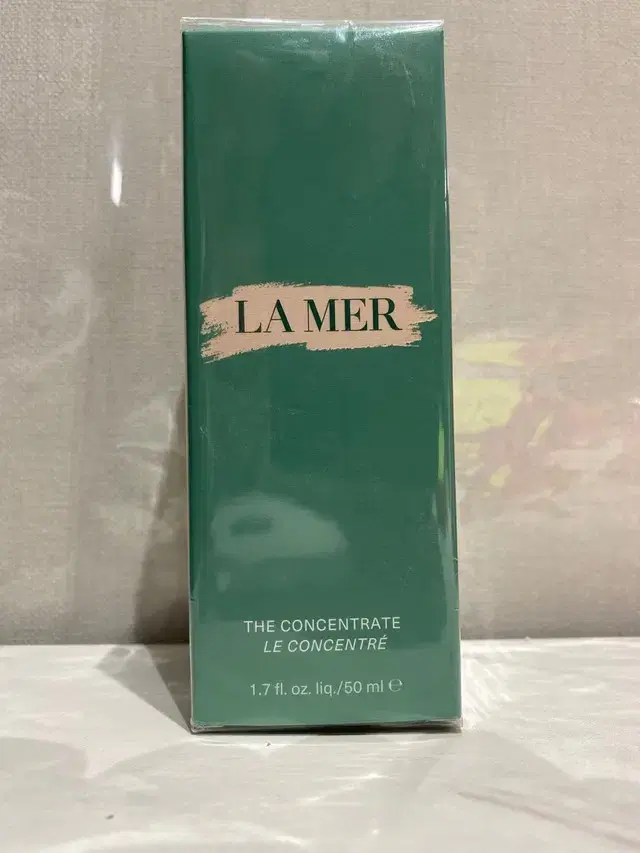 LA MER
THE CONCENTRATE
LE CONCENTRÉ
1.7 fl. oz. liq./50 ml ℮